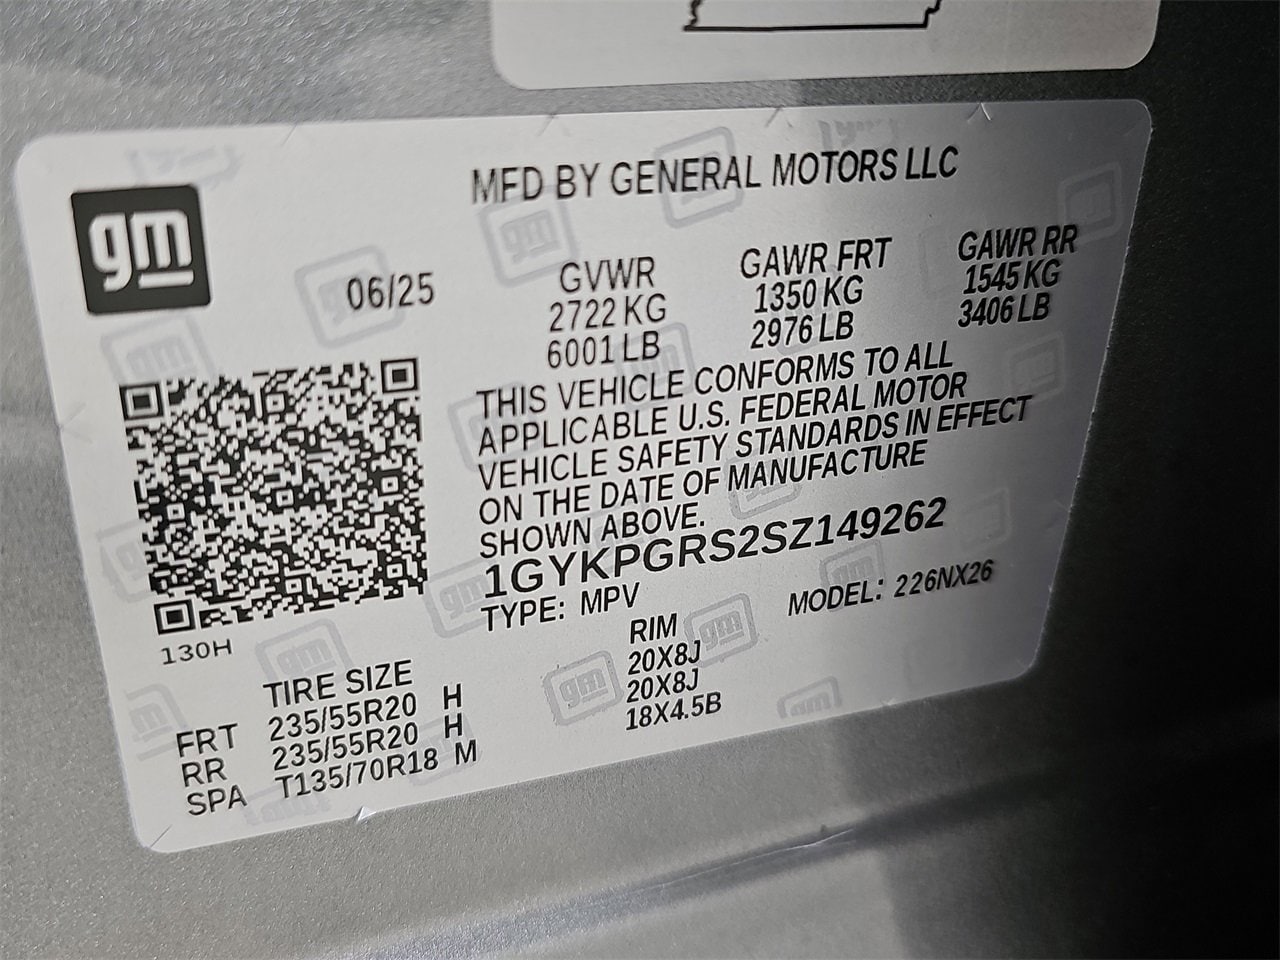 gm
MFD BY GENERAL MOTORS LLC
06/25
GVWR GAWR FRT GAWR RR
2722 KG 1350 KG 1545 KG
6001 LB 2976 LB 3406 LB
THIS VEHICLE CONFORMS TO ALL
APPLICABLE U.S. FEDERAL MOTOR
VEHICLE SAFETY STANDARDS IN EFFECT
ON THE DATE OF MANUFACTURE
SHOWN ABOVE.
1GYKPGRS2SZ149262
TYPE: MPV MODEL: 226NX26
130H
TIRE SIZE RIM
FRT 235/55R20 H 20X8J
RR 235/55R20 H 20X8J
SPA T135/70R18 M 18X4.5B